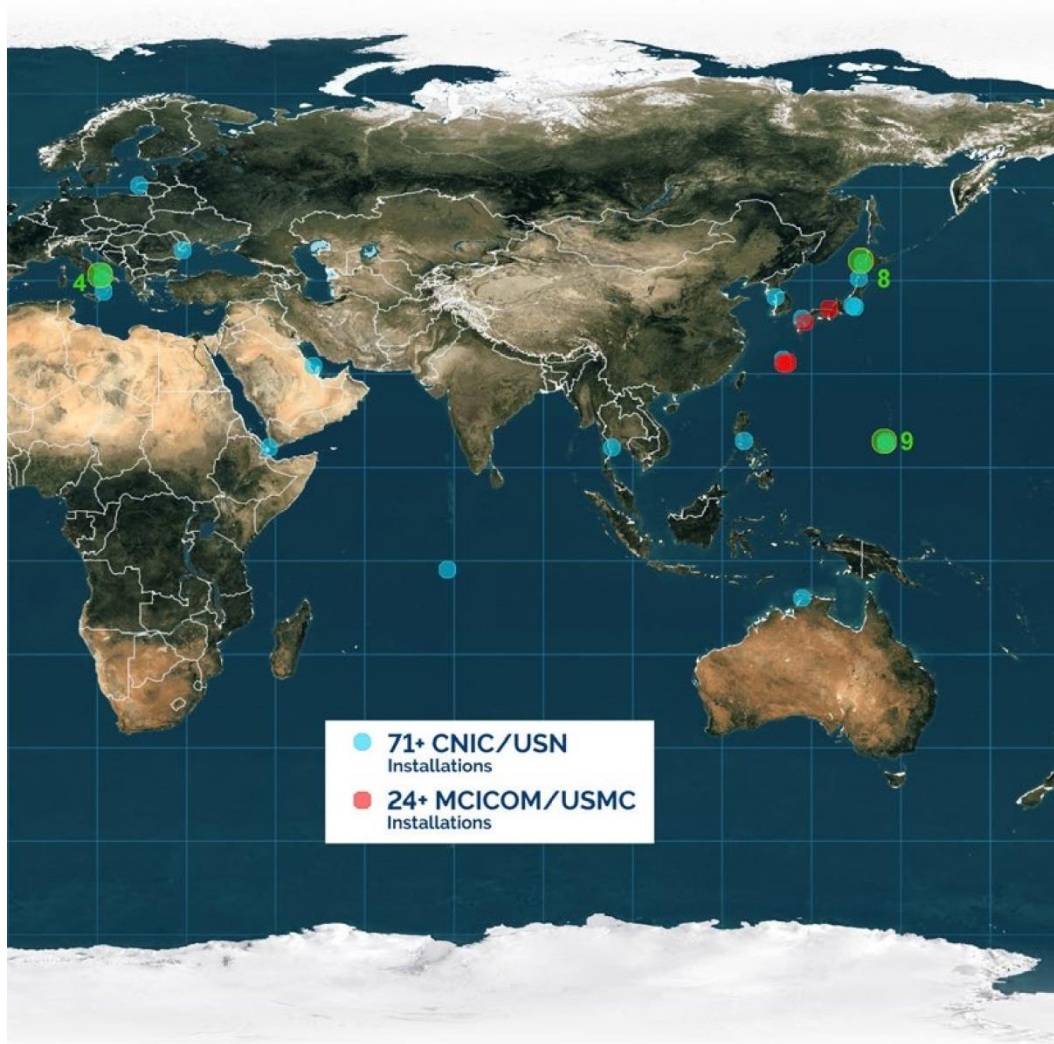 4
8
9
71+ CNIC/USN
Installations
24+ MCICOM/USMC
Installations